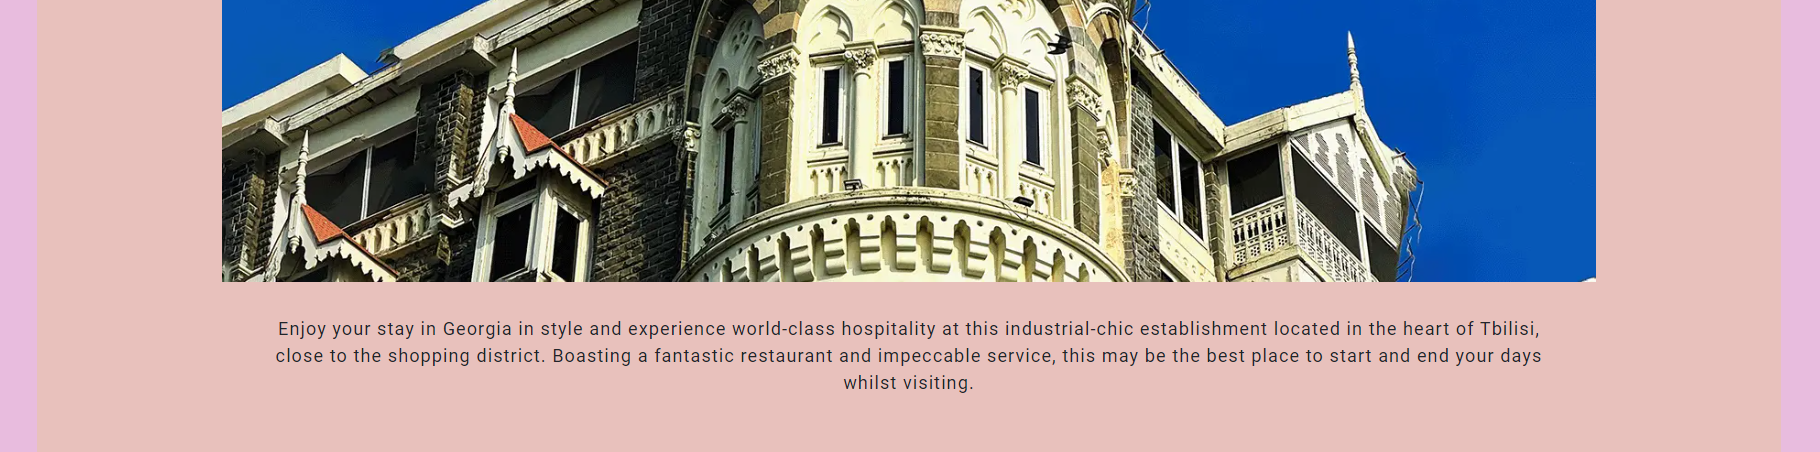 Enjoy your stay in Georgia in style and experience world-class hospitality at this industrial-chic establishment located in the heart of Tbilisi,
close to the shopping district. Boasting a fantastic restaurant and impeccable service, this may be the best place to start and end your days
whilst visiting.